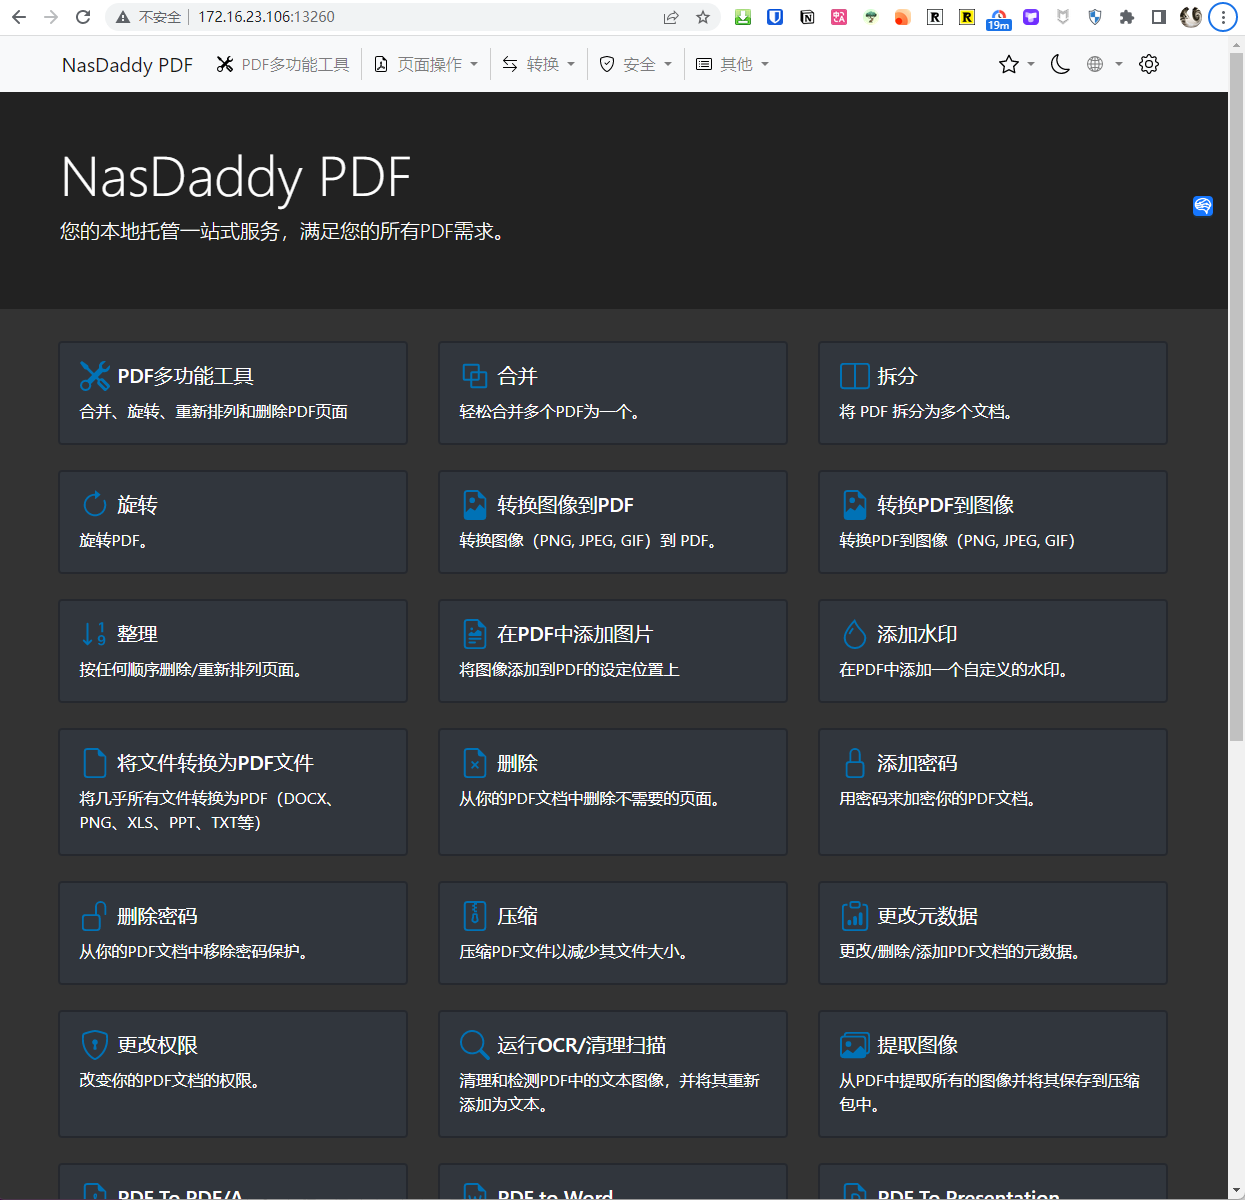 不安全 172.16.23.106:13260
19m
NasDaddy PDF PDF多功能工具 页面操作 转换 安全 其他
NasDaddy PDF
您的本地托管一站式服务，满足您的所有PDF需求。
PDF多功能工具
合并、旋转、重新排列和删除PDF页面
合并
轻松合并多个PDF为一个。
拆分
将 PDF 拆分为多个文档。
旋转
旋转PDF。
转换图像到PDF
转换图像（PNG, JPEG, GIF）到 PDF。
转换PDF到图像
转换PDF到图像（PNG, JPEG, GIF）
整理
按任何顺序删除/重新排列页面。
在PDF中添加图片
将图像添加到PDF的设定位置上
添加水印
在PDF中添加一个自定义的水印。
将文件转换为PDF文件
将几乎所有文件转换为PDF（DOCX、
PNG、XLS、PPT、TXT等）
删除
从你的PDF文档中删除不需要的页面。
添加密码
用密码来加密你的PDF文档。
删除密码
从你的PDF文档中移除密码保护。
压缩
压缩PDF文件以减少其文件大小。
更改元数据
更改/删除/添加PDF文档的元数据。
更改权限
改变你的PDF文档的权限。
运行OCR/清理扫描
清理和检测PDF中的文本图像，并将其重新
添加为文本。
提取图像
从PDF中提取所有的图像并将其保存到压缩
包中。
PDF To PDF/A
PDF to Word
PDF To Presentation